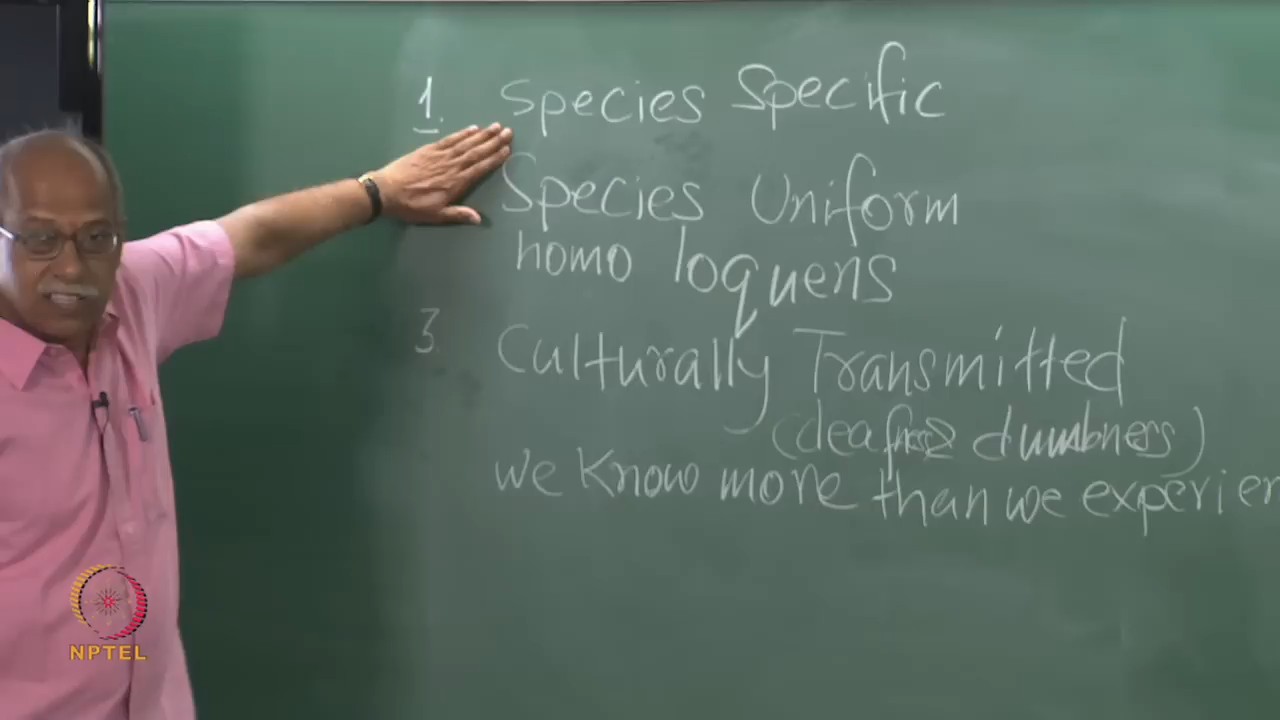 1. Species Specific
Species Uniform
homo loquens
3 Culturally Transmitted
(deafness dumbness)
we know more than we experien
NPTEL